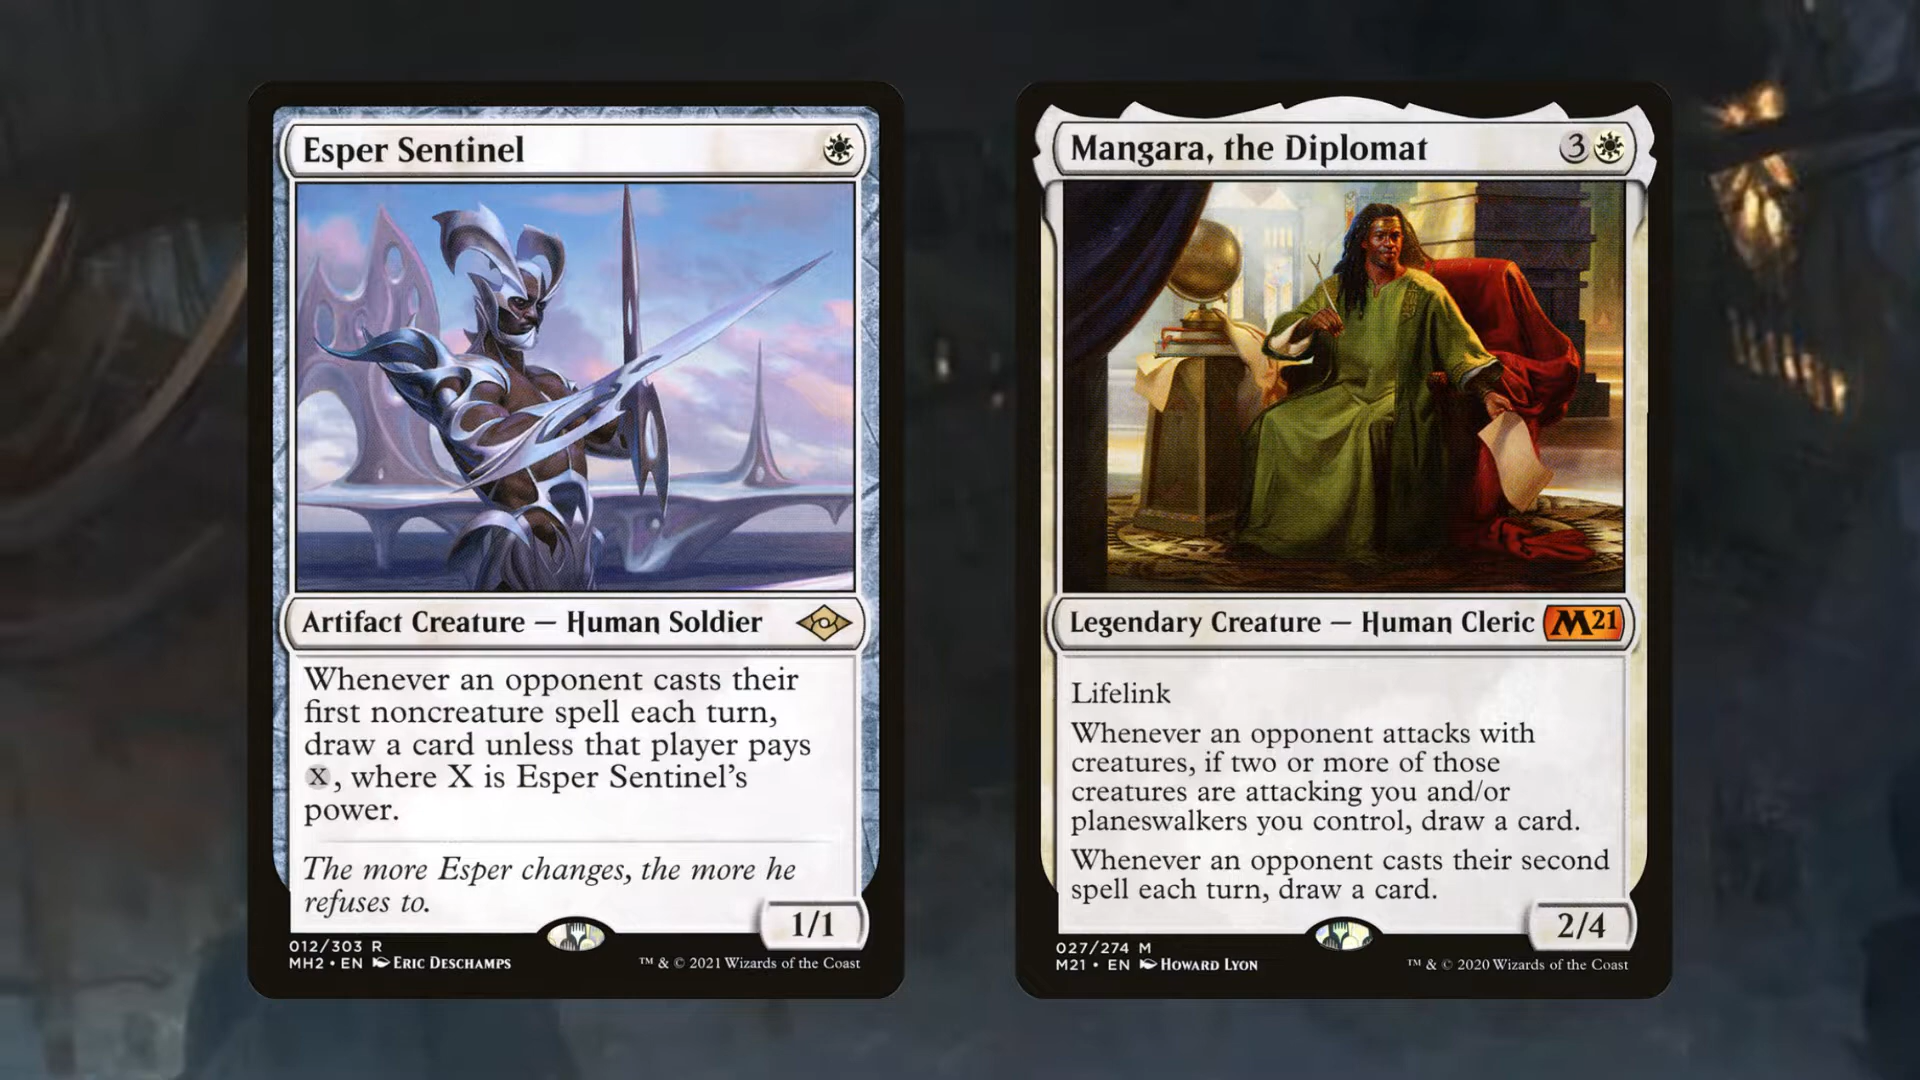 Esper Sentinel
Artifact Creature — Human Soldier
Whenever an opponent casts their
first noncreature spell each turn,
draw a card unless that player pays
X, where X is Esper Sentinel's
power.
The more Esper changes, the more he
refuses to.
1/1
012/303 R
MH2 • EN Eric Deschamps
™ & © 2021 Wizards of the Coast
Mangara, the Diplomat
3
Legendary Creature — Human Cleric
M21
Lifelink
Whenever an opponent attacks with
creatures, if two or more of those
creatures are attacking you and/or
planeswalkers you control, draw a card.
Whenever an opponent casts their second
spell each turn, draw a card.
2/4
027/274 M
M21 • EN Howard Lyon
™ & © 2020 Wizards of the Coast